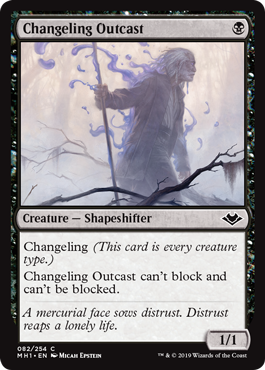 Changeling Outcast
Creature — Shapeshifter
Changeling (This card is every creature
type.)
Changeling Outcast can't block and
can't be blocked.
A mercurial face sows distrust. Distrust
reaps a lonely life.
1/1
082/254 C
MH1 • EN Micah Epstein
™ & © 2019 Wizards of the Coast